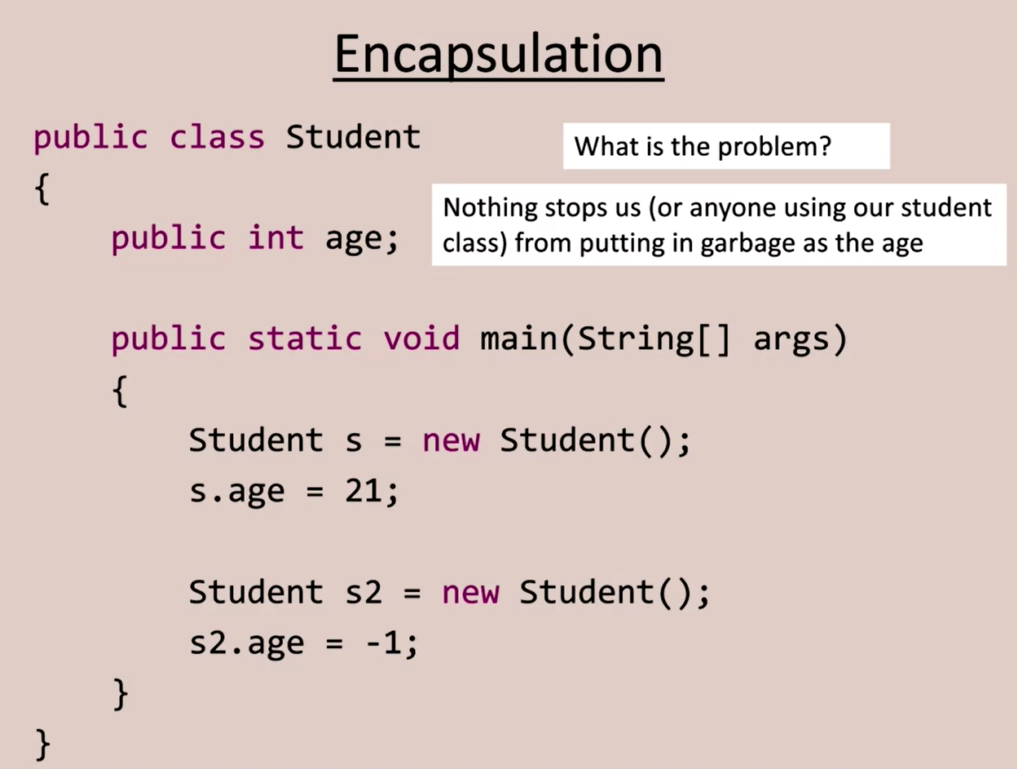 Encapsulation
public class Student
What is the problem?
{
Nothing stops us (or anyone using our student
class) from putting in garbage as the age
public int age;
public static void main(String[] args)
{
Student s = new Student();
s.age = 21;
Student s2 = new Student();
s2.age = -1;
}
}